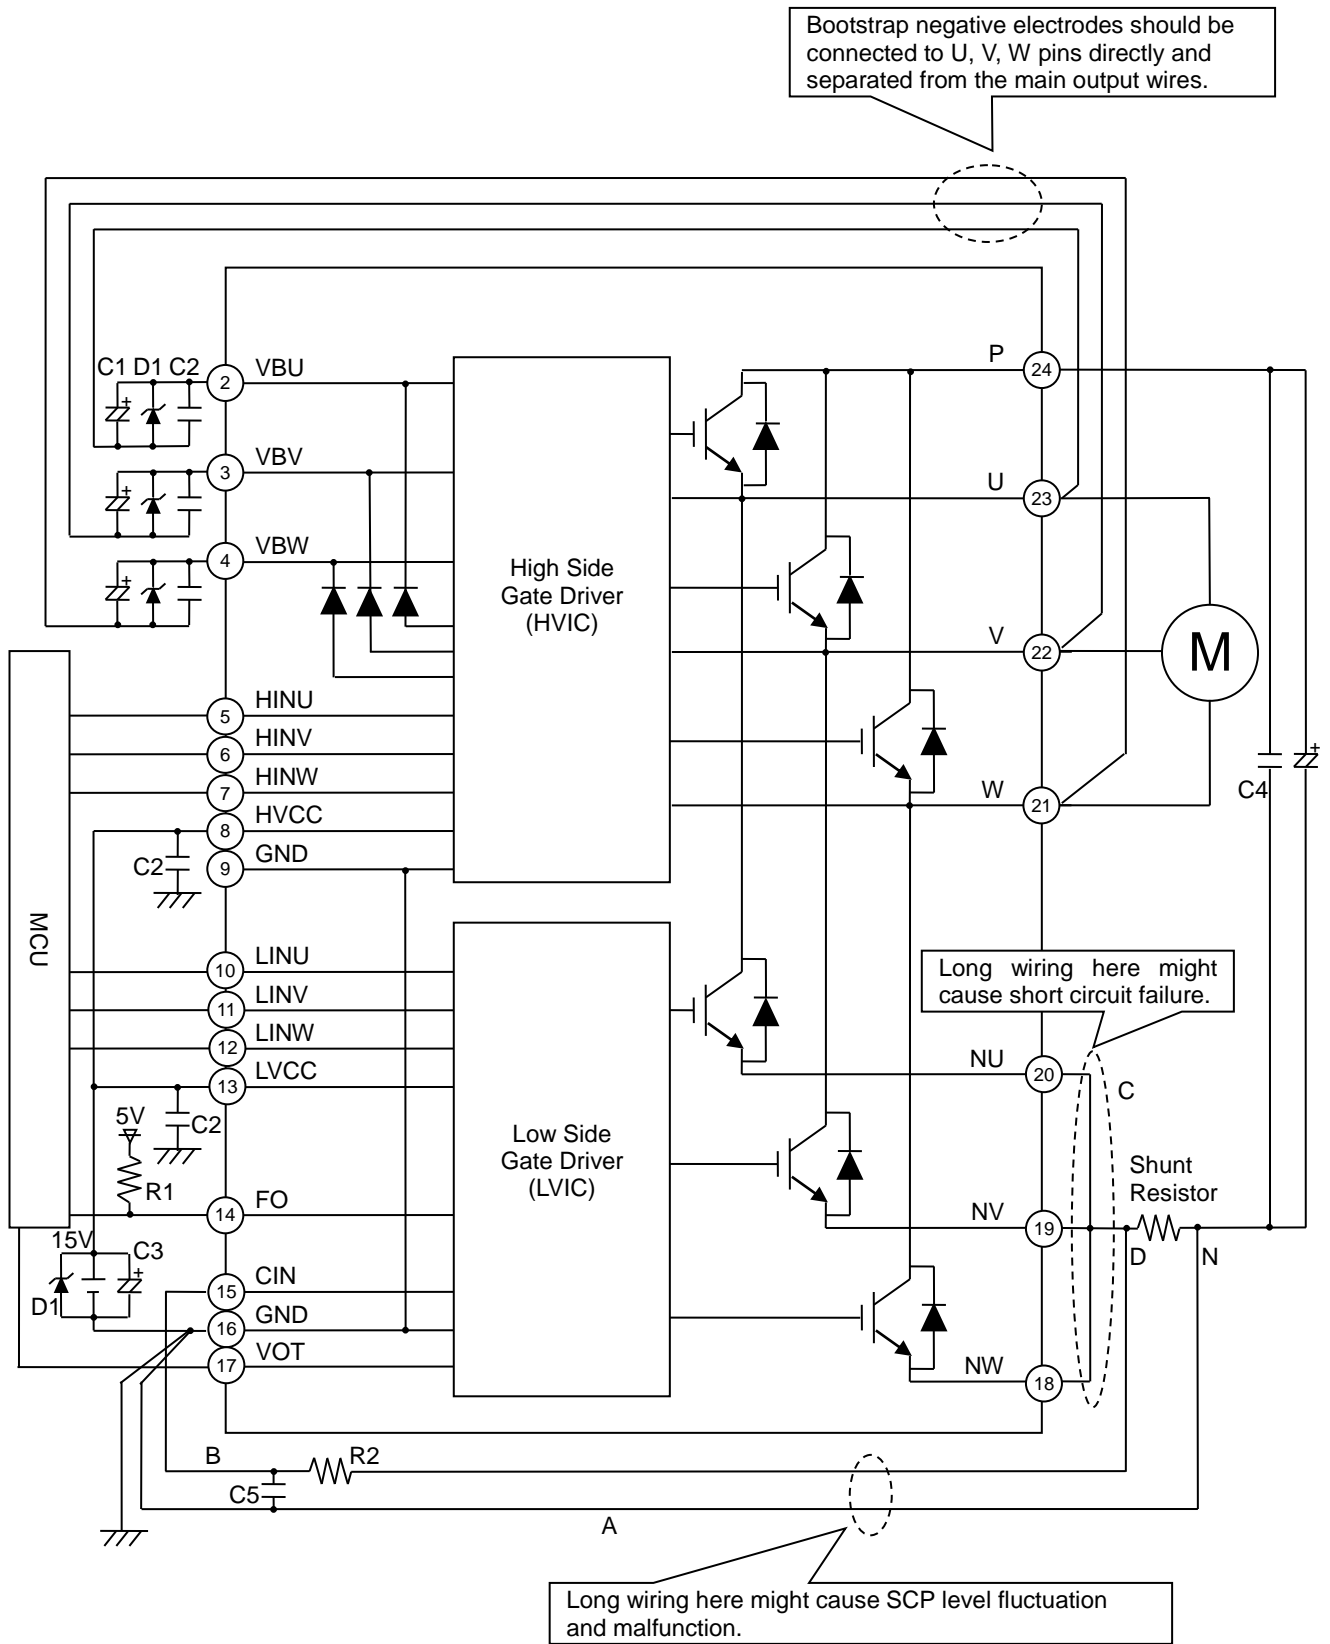 Bootstrap negative electrodes should be
connected to U, V, W pins directly and
separated from the main output wires.
C1 D1 C2
+
2 VBU
+
3 VBV
+
4 VBW
High Side
Gate Driver
(HVIC)
P 24
U 23
V 22
W 21
M
+
C4
MCU
5 HINU
6 HINV
7 HINW
8 HVCC
C2
9 GND
10 LINU
11 LINV
12 LINW
13 LVCC
C2
5V
R1
14 FO
15V
C3
+
D1
15 CIN
16 GND
17 VOT
Low Side
Gate Driver
(LVIC)
Long wiring here might
cause short circuit failure.
NU 20
C
NV 19
Shunt
Resistor
D
N
NW 18
B
R2
C5
A
Long wiring here might cause SCP level fluctuation
and malfunction.